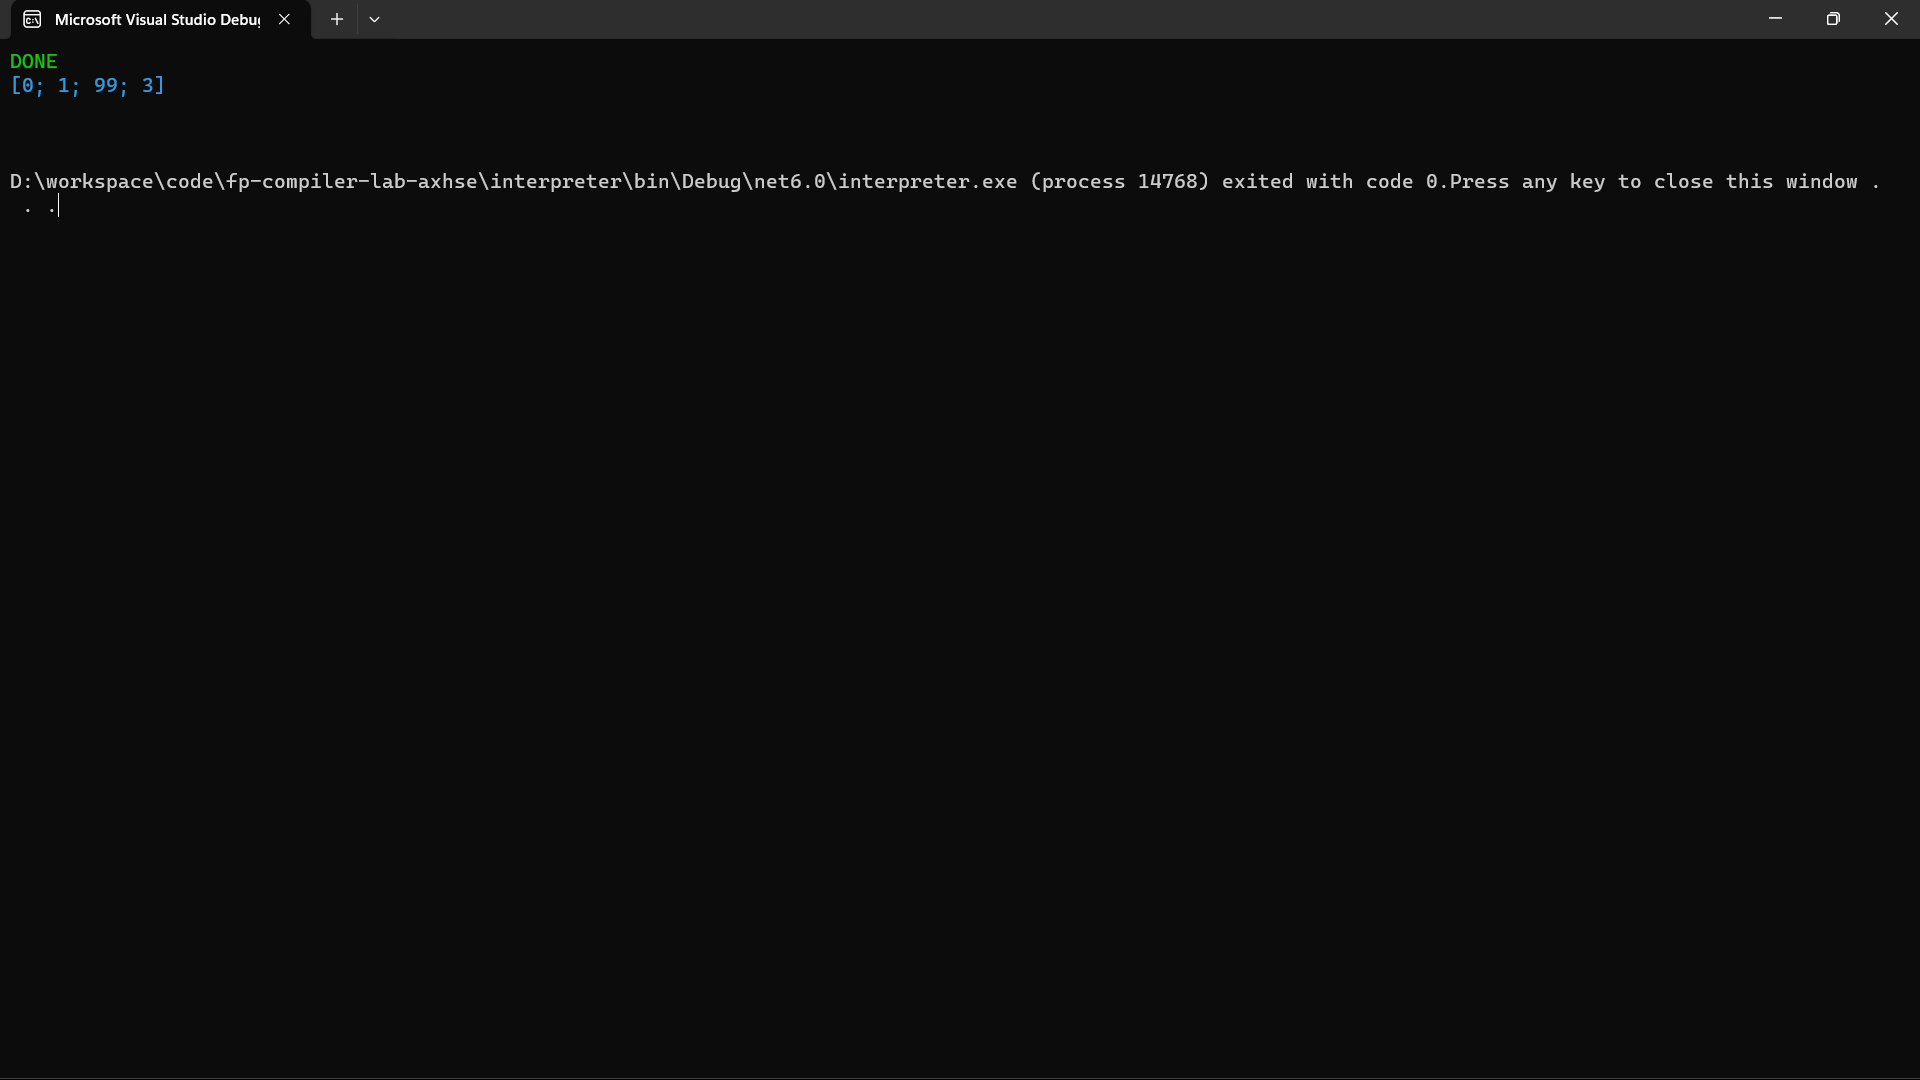 Microsoft Visual Studio Debu
DONE
[0; 1; 99; 3]
D:\workspace\code\fp-compiler-lab-axhse\interpreter\bin\Debug\net6.0\interpreter.exe (process 14768) exited with code 0.Press any key to close this window .
. .